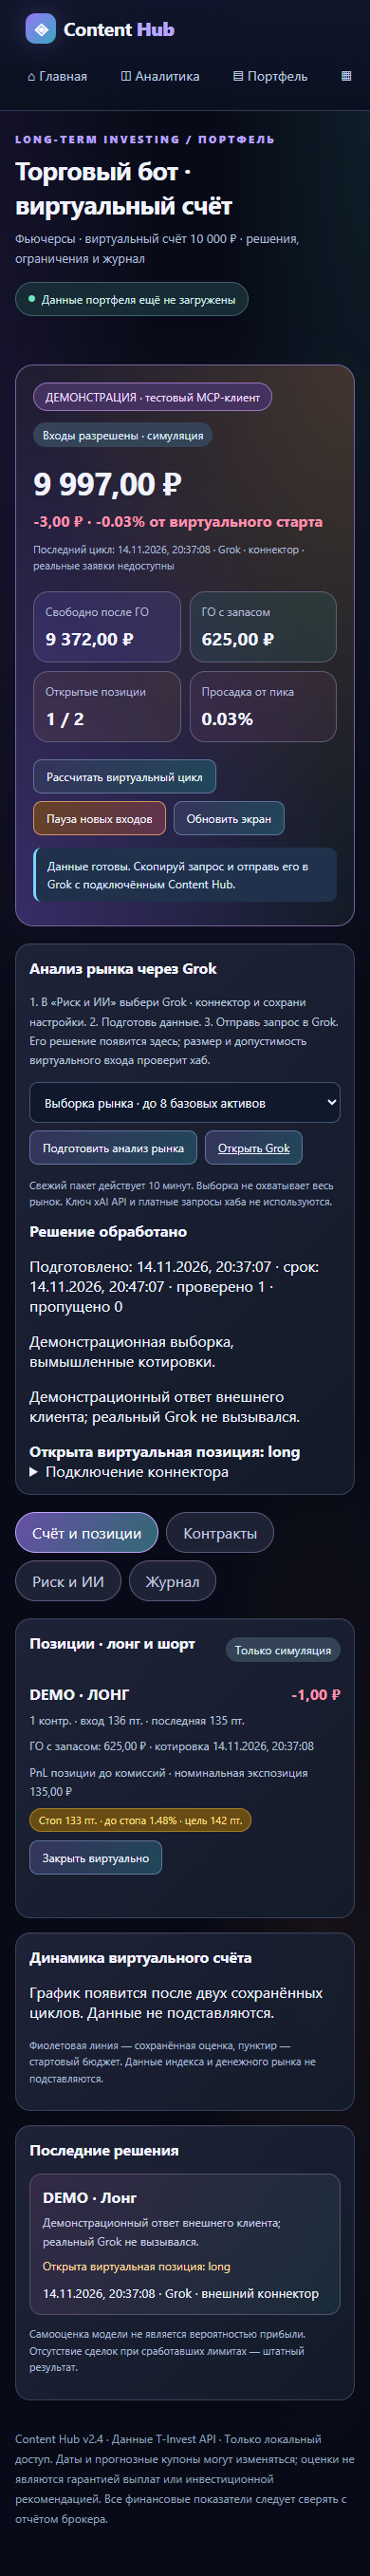 Content Hub
Главная Аналитика Портфель
LONG-TERM INVESTING / ПОРТФЕЛЬ
Торговый бот ·
виртуальный счёт
Фьючерсы · виртуальный счёт 10 000 ₽ · решения,
ограничения и журнал
Данные портфеля ещё не загружены
ДЕМОНСТРАЦИЯ · тестовый MCP-клиент
Входы разрешены · симуляция
9 997,00 ₽
-3,00 ₽ · -0.03% от виртуального старта
Последний цикл: 14.11.2026, 20:37:08 · Grok · коннектор ·
реальные заявки недоступны
Свободно после ГО
9 372,00 ₽
ГО с запасом
625,00 ₽
Открытые позиции
1 / 2
Просадка от пика
0.03%
Рассчитать виртуальный цикл
Пауза новых входов
Обновить экран
Данные готовы. Скопируй запрос и отправь его в
Grok с подключённым Content Hub.
Анализ рынка через Grok
1. В «Риск и ИИ» выбери Grok · коннектор и сохрани
настройки. 2. Подготовь данные. 3. Отправь запрос в Grok.
Его решение появится здесь; размер и допустимость
виртуального входа проверит хаб.
Выборка рынка · до 8 базовых активов
Подготовить анализ рынка
Открыть Grok
Свежий пакет действует 10 минут. Выборка не охватывает весь
рынок. Ключ xAI API и платные запросы хаба не используются.
Решение обработано
Подготовлено: 14.11.2026, 20:37:07 · срок:
14.11.2026, 20:47:07 · проверено 1 ·
пропущено 0
Демонстрационная выборка,
вымышленные котировки.
Демонстрационный ответ внешнего
клиента; реальный Grok не вызывался.
Открыта виртуальная позиция: long
Подключение коннектора
Счёт и позиции
Контракты
Риск и ИИ
Журнал
Позиции · лонг и шорт
Только симуляция
DEMO · ЛОНГ
-1,00 ₽
1 контр. · вход 136 пт. · последняя 135 пт.
ГО с запасом: 625,00 ₽ · котировка 14.11.2026, 20:37:08
PnL позиции до комиссий · номинальная экспозиция
135,00 ₽
Стоп 133 пт. · до стопа 1.48% · цель 142 пт.
Закрыть виртуально
Динамика виртуального счёта
График появится после двух сохранённых
циклов. Данные не подставляются.
Фиолетовая линия — сохранённая оценка, пунктир —
стартовый бюджет. Данные индекса и денежного рынка не
подставляются.
Последние решения
DEMO · Лонг
Демонстрационный ответ внешнего клиента;
реальный Grok не вызывался.
Открыта виртуальная позиция: long
14.11.2026, 20:37:08 · Grok · внешний коннектор
Самооценка модели не является вероятностью прибыли.
Отсутствие сделок при сработавших лимитах — штатный
результат.
Content Hub v2.4 · Данные T-Invest API · Только локальный
доступ. Даты и прогнозные купоны могут изменяться; оценки не
являются гарантией выплат или инвестиционной
рекомендацией. Все финансовые показатели следует сверять с
отчётом брокера.